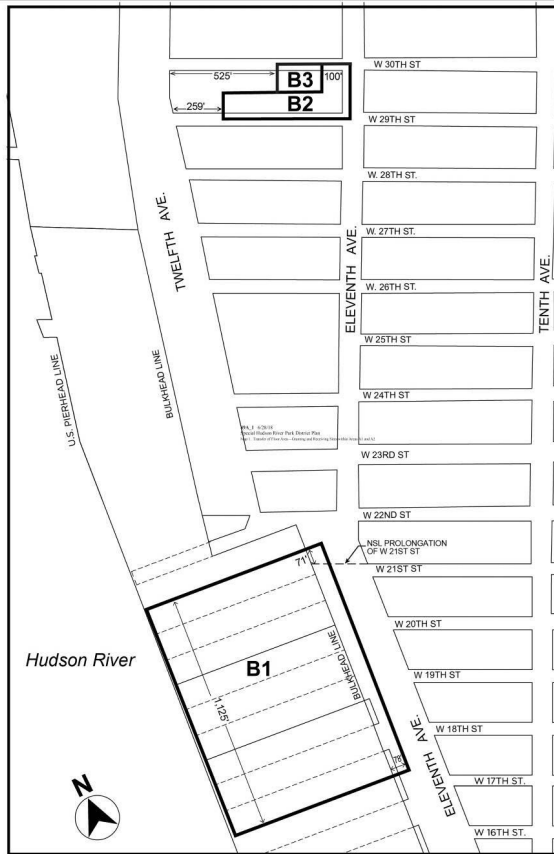 W 30TH ST
525'
B3
100'
259'
B2
W 29TH ST
W. 28TH ST.
TWELFTH AVE.
W. 27TH ST.
ELEVENTH AVE.
TENTH AVE.
W. 26TH ST.
W 25TH ST
U.S. PIERHEAD LINE
BULKHEAD LINE
W 24TH ST
Special Hudson River Park District Plan
W 23RD ST
W 22ND ST
NSL PROLONGATION
OF W 21ST ST
71'
W 21ST ST
W 20TH ST
Hudson River
B1
BULKHEAD LINE
W 19TH ST
1,125'
W 18TH ST
ELEVENTH AVE.
N
78'
W 17TH ST.
W 16TH ST.